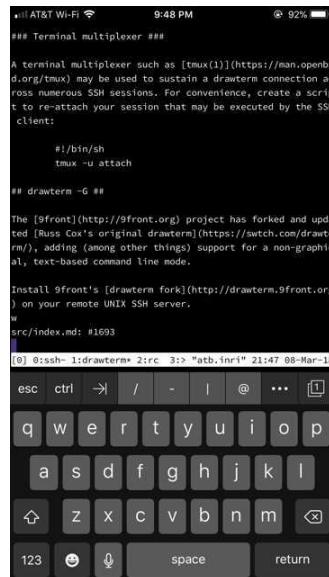 AT&T Wi-Fi 9:48 PM 92%
### Terminal multiplexer ###
A terminal multiplexer such as [tmux(1)](https://man.openb
d.org/tmux) may be used to sustain a drawterm connection a
ross numerous SSH sessions. For convenience, create a scrip
t to re-attach your session that may be executed by the SS
client:
#!/bin/sh
tmux -u attach
## drawterm -G ##
The [9front](http://9front.org) project has forked and upd
ted [Russ Cox's original drawterm](https://swtch.com/drawt
rm/), adding (among other things) support for a non-graphi
al, text-based command line mode.
Install 9front's [drawterm fork](http://drawterm.9front.or
) on your remote UNIX SSH server.
w
src/index.md: #1693
[0] 0:ssh- 1:drawterm* 2:rc 3:> "atb.inri" 21:47 08-Mar-18
esc ctrl →| / - | @ ••• 1
q w e r t y u i o p
a s d f g h j k l
z x c v b n m
123 space return